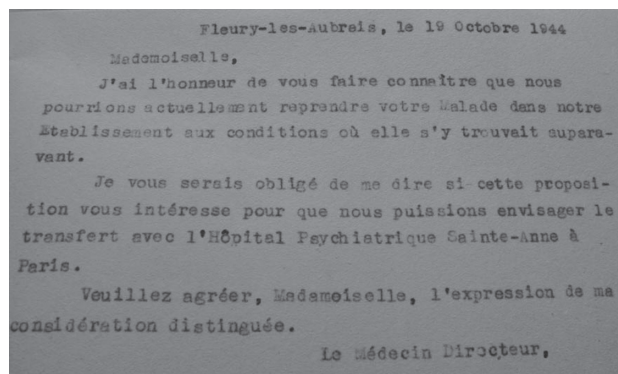 Fleury-les-Aubrais, le 19 Octobre 1944
Mademoiselle,
J'ai l'honneur de vous faire connaître que nous
pourrions actuellement reprendre votre Malade dans notre
Etablissement aux conditions où elle s'y trouvait aupara-
vant.
Je vous serais obligé de me dire si cette proposi-
tion vous intéresse pour que nous puissions envisager le
transfert avec l'Hôpital Psychiatrique Sainte-Anne à
Paris.
Veuillez agréer, Madameiselle, l'expression de ma
considération distinguée.
Le Médecin Directeur,